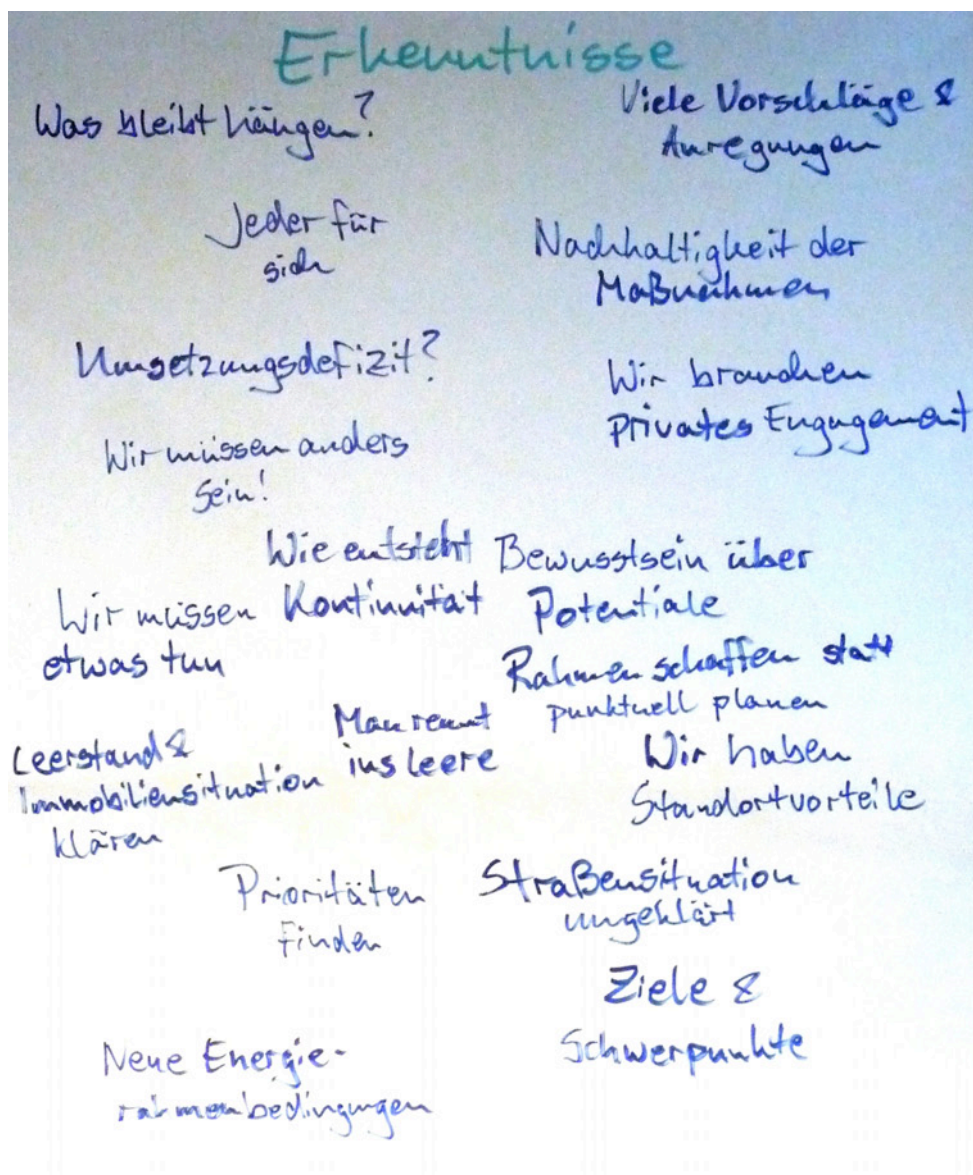 Erkenntnisse
Was bleibt hängen?
Viele Vorschläge &
Anregungen
Jeder für
sich
Nachhaltigkeit der
Maßnahmen
Umsetzungsdefizit?
Wir brauchen
privates Engagement
Wir müssen anders
sein!
Wie entsteht
Kontinuität
Bewusstsein über
Potentiale
Wir müssen
etwas tun
Rahmen schaffen statt
punktuell planen
Man rennt
ins leere
Leerstand &
Immobiliensituation
klären
Wir haben
Standortvorteile
Prioritäten
finden
Straßensituation
ungeklärt
Ziele &
Schwerpunkte
Neue Energie-
rahmenbedingungen